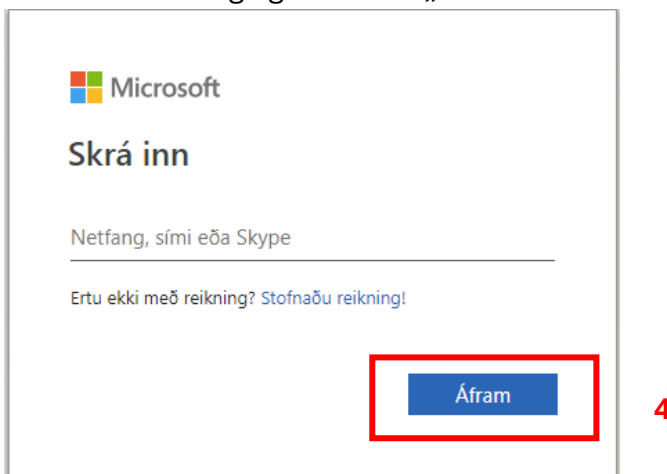 Microsoft
Skrá inn
Netfang, sími eða Skype
Ertu ekki með reikning? Stofnaðu reikning!
Áfram
4